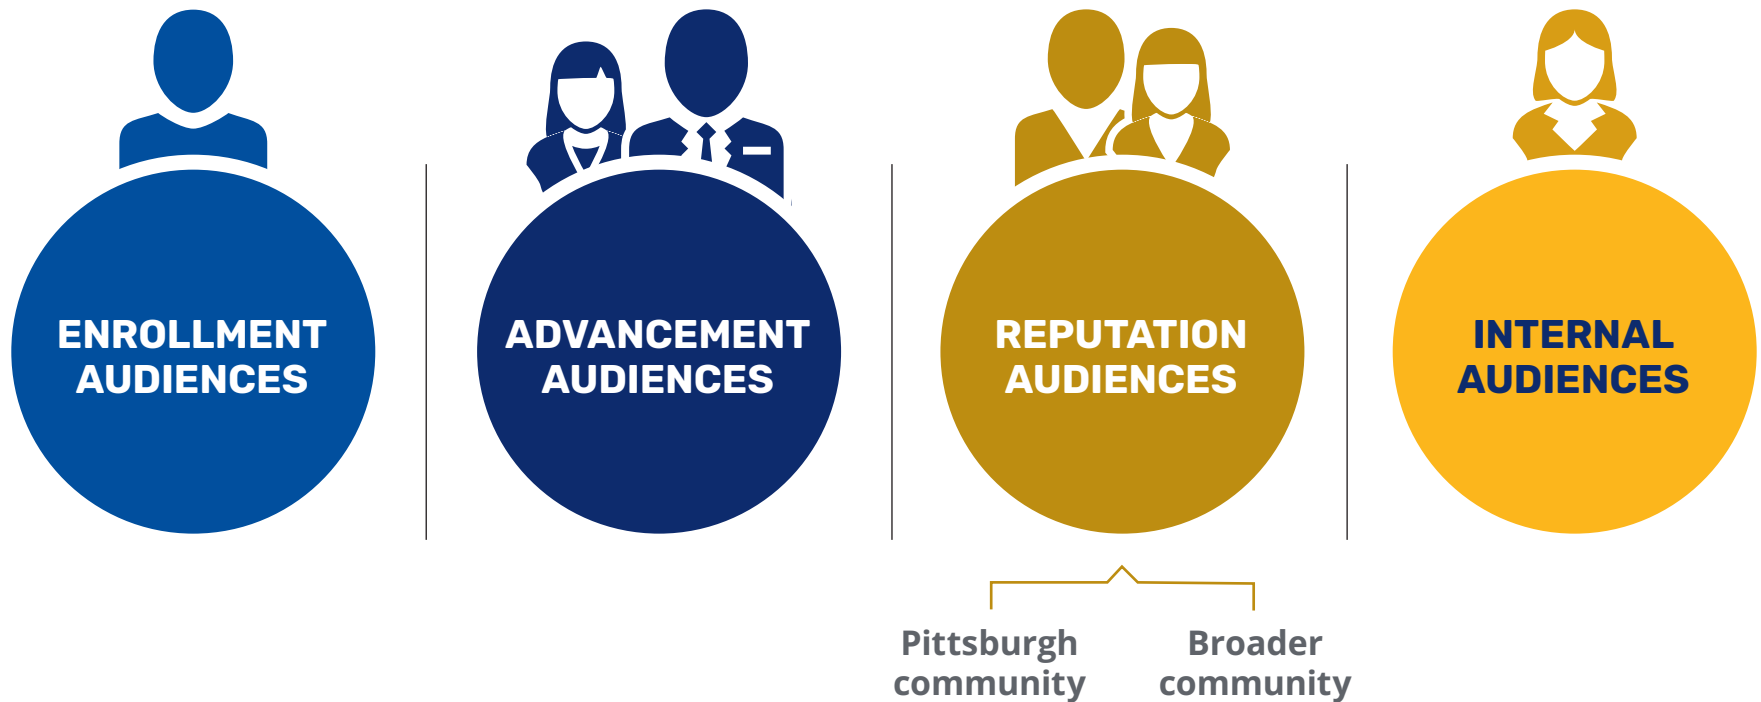 ENROLLMENT
AUDIENCES
ADVANCEMENT
AUDIENCES
REPUTATION
AUDIENCES
INTERNAL
AUDIENCES
Pittsburgh
community
Broader
community